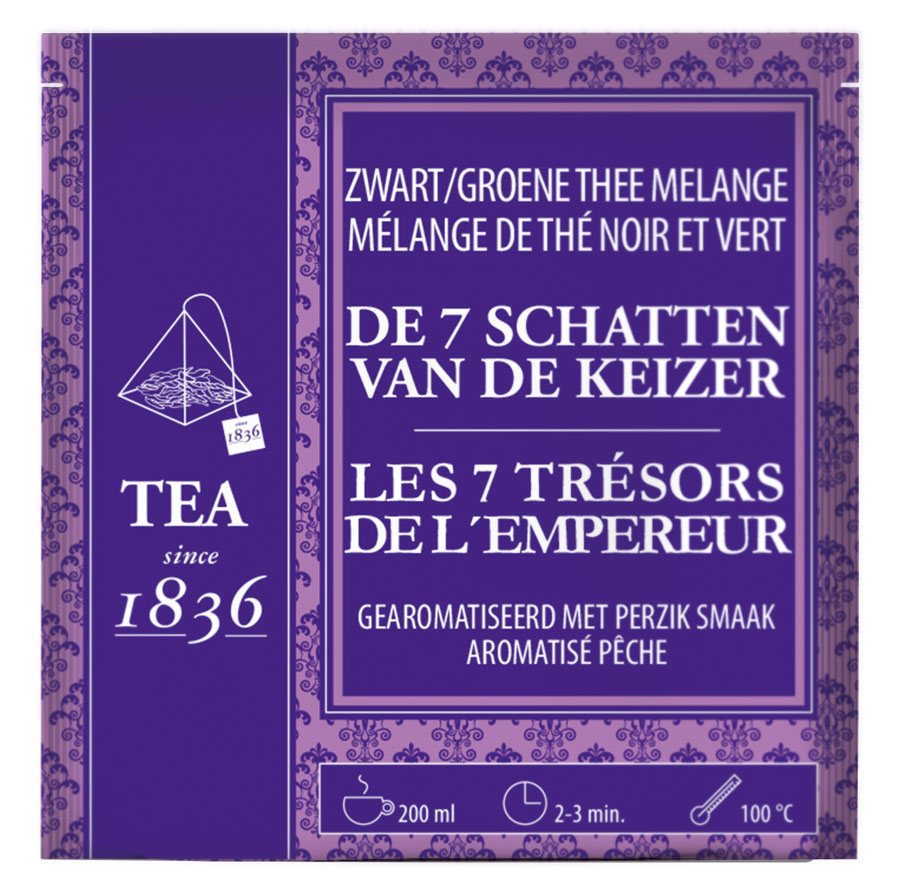 ZWART/GROENE THEE MELANGE
MÉLANGE DE THÉ NOIR ET VERT
DE 7 SCHATTEN
VAN DE KEIZER
LES 7 TRÉSORS
DE L´EMPEREUR
GEAROMATISEERD MET PERZIK SMAAK
AROMATISÉ PÊCHE
since
1836
TEA
since
1836
200 ml
2-3 min.
100 °C